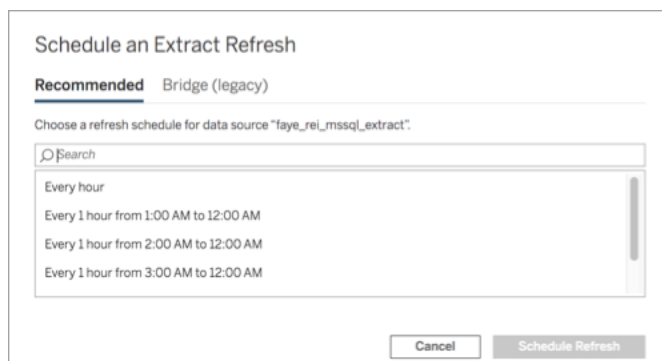 Schedule an Extract Refresh
Recommended Bridge (legacy)
Choose a refresh schedule for data source "faye_rei_mssql_extract".
Search
Every hour
Every 1 hour from 1:00 AM to 12:00 AM
Every 1 hour from 2:00 AM to 12:00 AM
Every 1 hour from 3:00 AM to 12:00 AM
Cancel Schedule Refresh